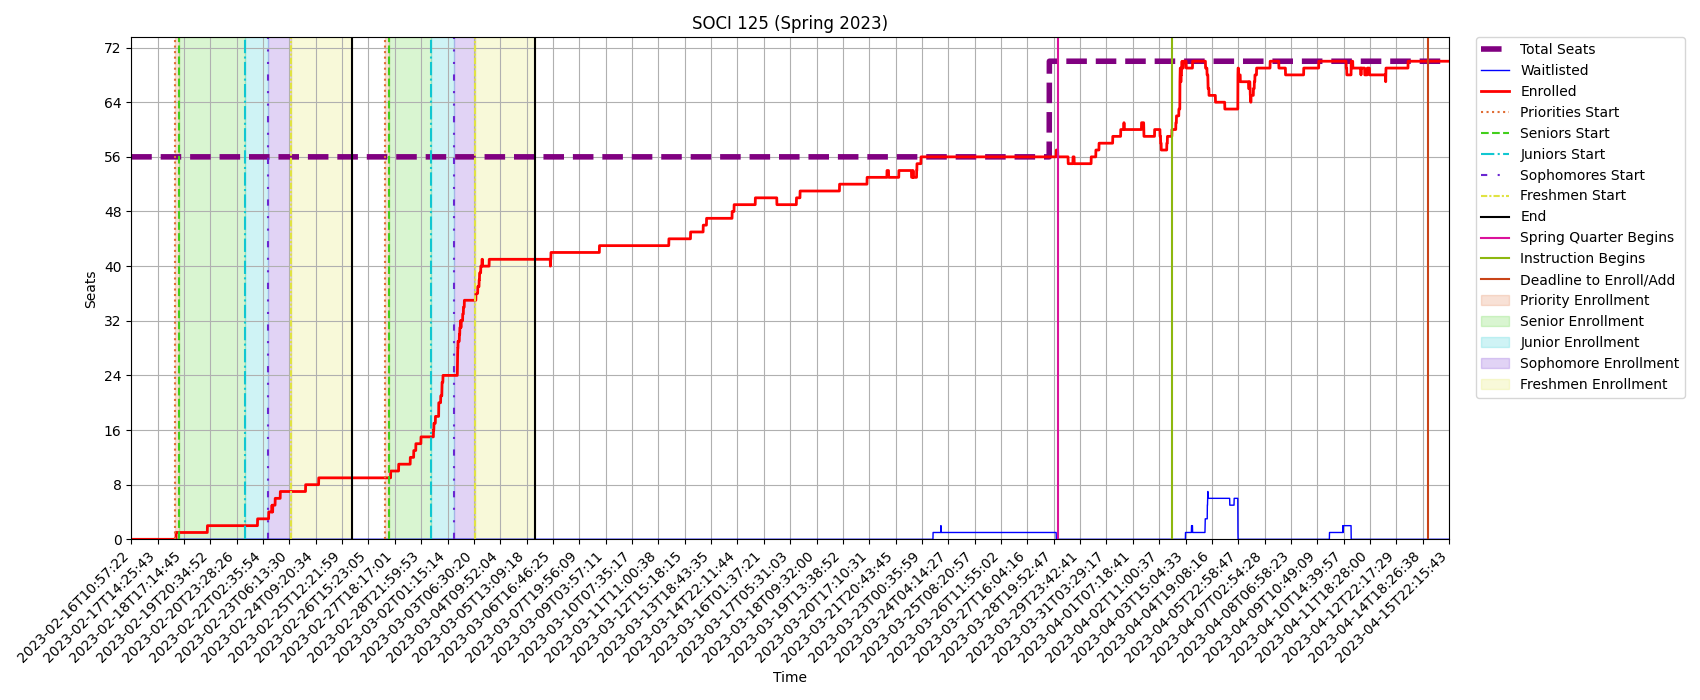 SOCI 125 (Spring 2023)
Seats
72
64
56
48
40
32
24
16
8
0
2023-02-16T10:57:22
2023-02-17T14:25:43
2023-02-18T17:14:45
2023-02-19T20:34:52
2023-02-20T23:28:26
2023-02-22T02:35:54
2023-02-23T06:13:30
2023-02-24T09:20:34
2023-02-25T12:21:59
2023-02-26T15:23:05
2023-02-27T18:17:01
2023-02-28T21:59:53
2023-03-02T01:15:14
2023-03-03T06:30:20
2023-03-04T09:52:04
2023-03-05T13:09:18
2023-03-06T16:46:25
2023-03-07T19:56:09
2023-03-09T03:57:11
2023-03-10T07:35:17
2023-03-11T11:00:38
2023-03-12T15:18:15
2023-03-13T18:43:35
2023-03-14T22:11:44
2023-03-16T01:37:21
2023-03-17T05:31:03
2023-03-18T09:32:00
2023-03-19T13:38:52
2023-03-20T17:10:31
2023-03-21T20:43:45
2023-03-23T00:35:59
2023-03-24T04:14:27
2023-03-25T08:20:57
2023-03-26T11:55:02
2023-03-27T16:04:16
2023-03-28T19:52:47
2023-03-29T23:42:41
2023-03-31T03:29:17
2023-04-01T07:18:41
2023-04-02T11:00:37
2023-04-03T15:04:33
2023-04-04T19:08:16
2023-04-05T22:58:47
2023-04-07T02:54:28
2023-04-08T06:58:23
2023-04-09T10:49:09
2023-04-10T14:39:57
2023-04-11T18:28:00
2023-04-12T22:17:29
2023-04-14T18:26:38
2023-04-15T22:15:43
Time
Total Seats
Waitlisted
Enrolled
Priorities Start
Seniors Start
Juniors Start
Sophomores Start
Freshmen Start
End
Spring Quarter Begins
Instruction Begins
Deadline to Enroll/Add
Priority Enrollment
Senior Enrollment
Junior Enrollment
Sophomore Enrollment
Freshmen Enrollment